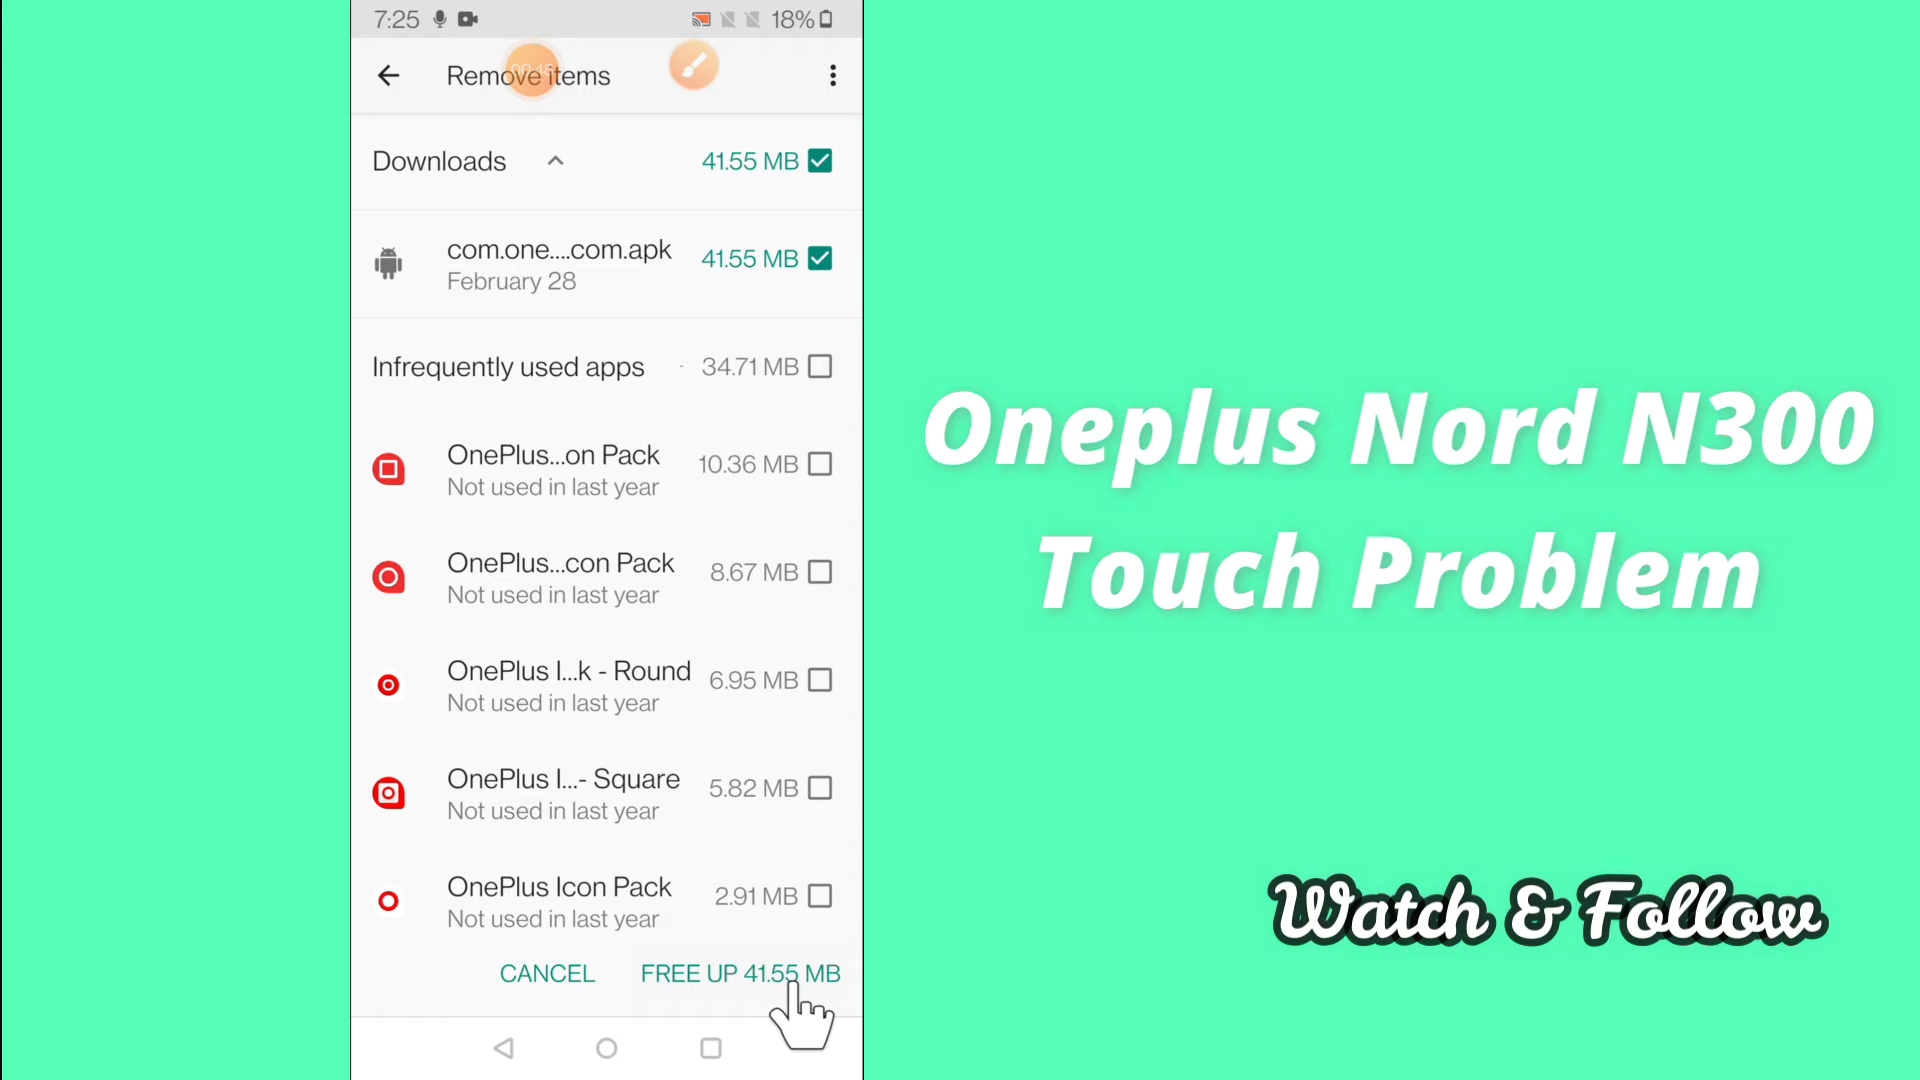 7:25
18%
Remove items
Downloads
41.55 MB
com.one....com.apk
41.55 MB
February 28
Infrequently used apps
34.71 MB
OnePlus...on Pack
10.36 MB
Not used in last year
OnePlus...con Pack
8.67 MB
Not used in last year
OnePlus I...k - Round
6.95 MB
Not used in last year
OnePlus I...- Square
5.82 MB
Not used in last year
OnePlus Icon Pack
2.91 MB
Not used in last year
CANCEL
FREE UP 41.55 MB
Oneplus Nord N300
Touch Problem
Watch & Follow